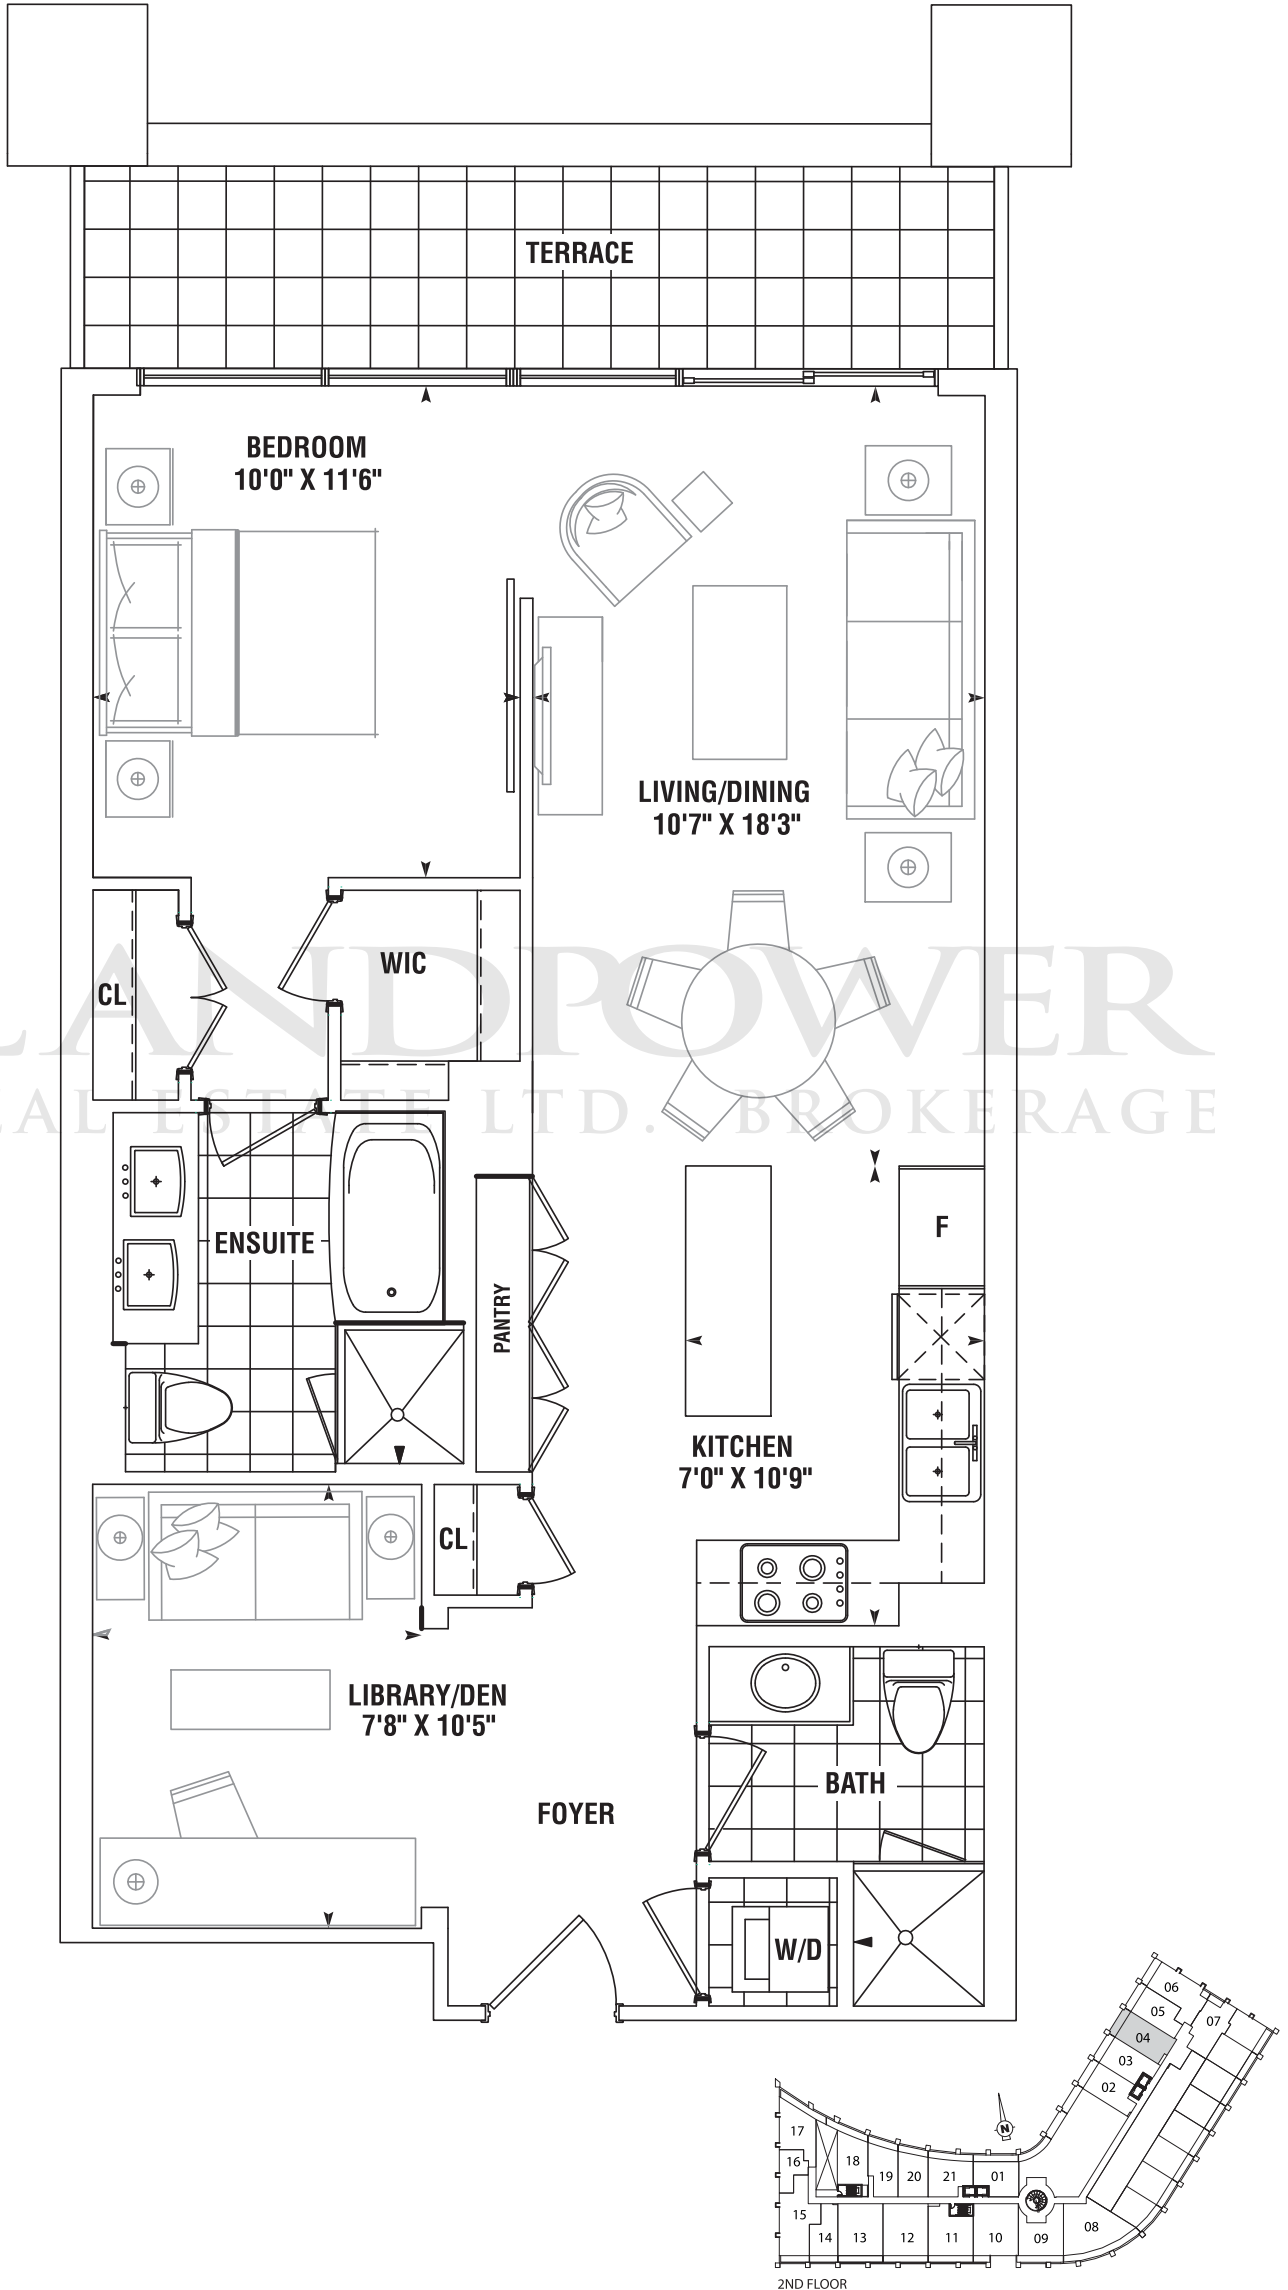 TERRACE
BEDROOM
10'0" X 11'6"
LIVING/DINING
10'7" X 18'3"
WIC
CL
LANDPOWER
EAL ESTATE LTD. BROKERAGE
ENSUITE
F
PANTRY
KITCHEN
7'0" X 10'9"
CL
LIBRARY/DEN
7'8" X 10'5"
BATH
FOYER
W/D
06
05
07
04
03
02
N
17
18
16
19
20
21
01
15
14
13
12
11
10
09
08
2ND FLOOR